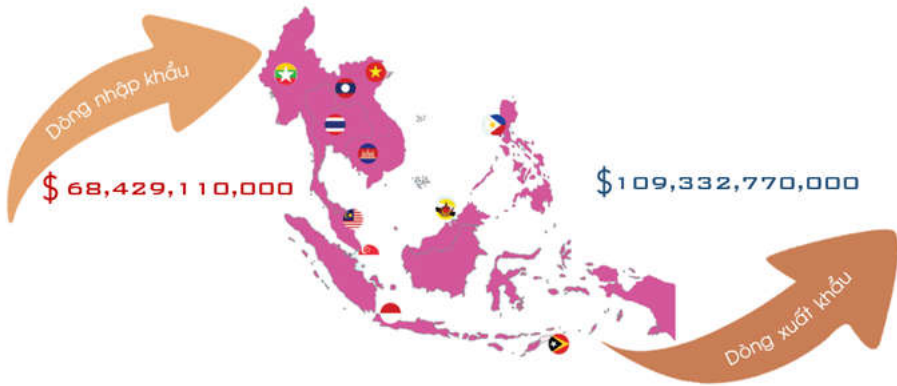 Dòng nhập khẩu
$ 68,429,110,000
$109,332,770,000
Dòng xuất khẩu